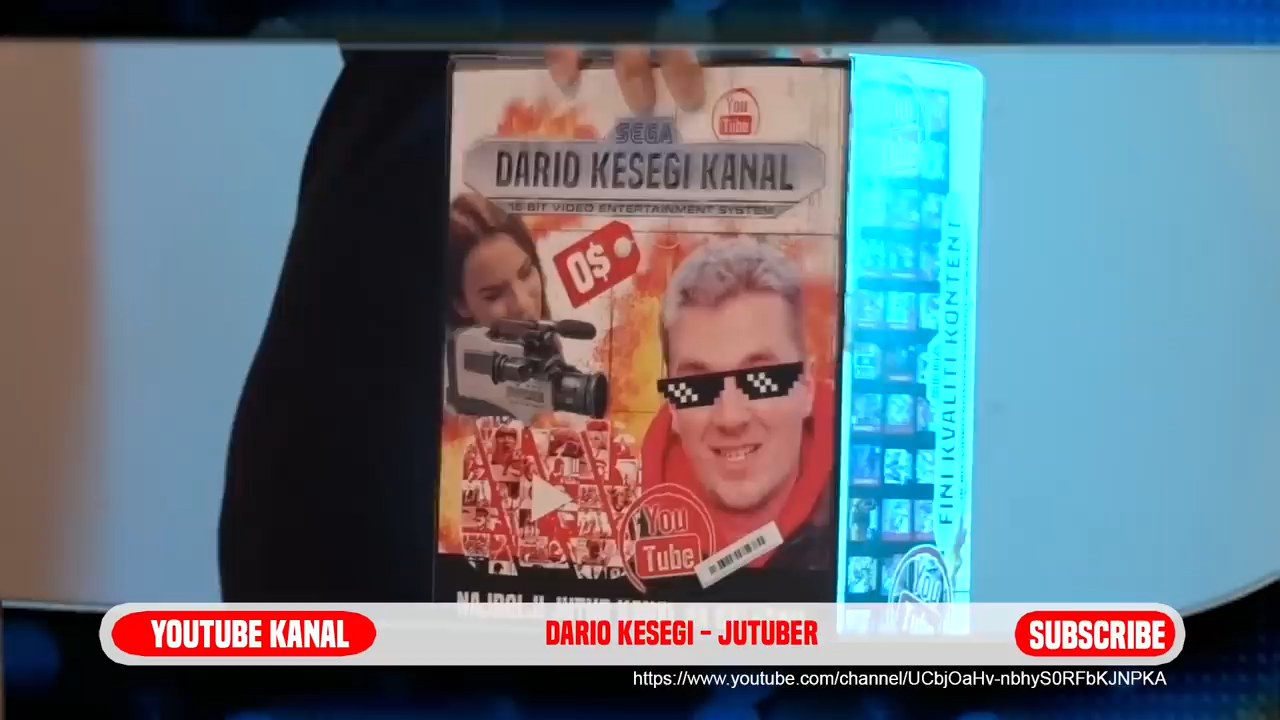 You
Tube
SEGA
DARIO KESEGI KANAL
16 BIT VIDEO ENTERTAINMENT SYSTEM
0$
FINI KVALITI KONTENT
You
Tube
You
YOUTUBE KANAL
DARIO KESEGI - JUTUBER
SUBSCRIBE
https://www.youtube.com/channel/UCbjOaHv-nbhyS0RFbKJNPKA